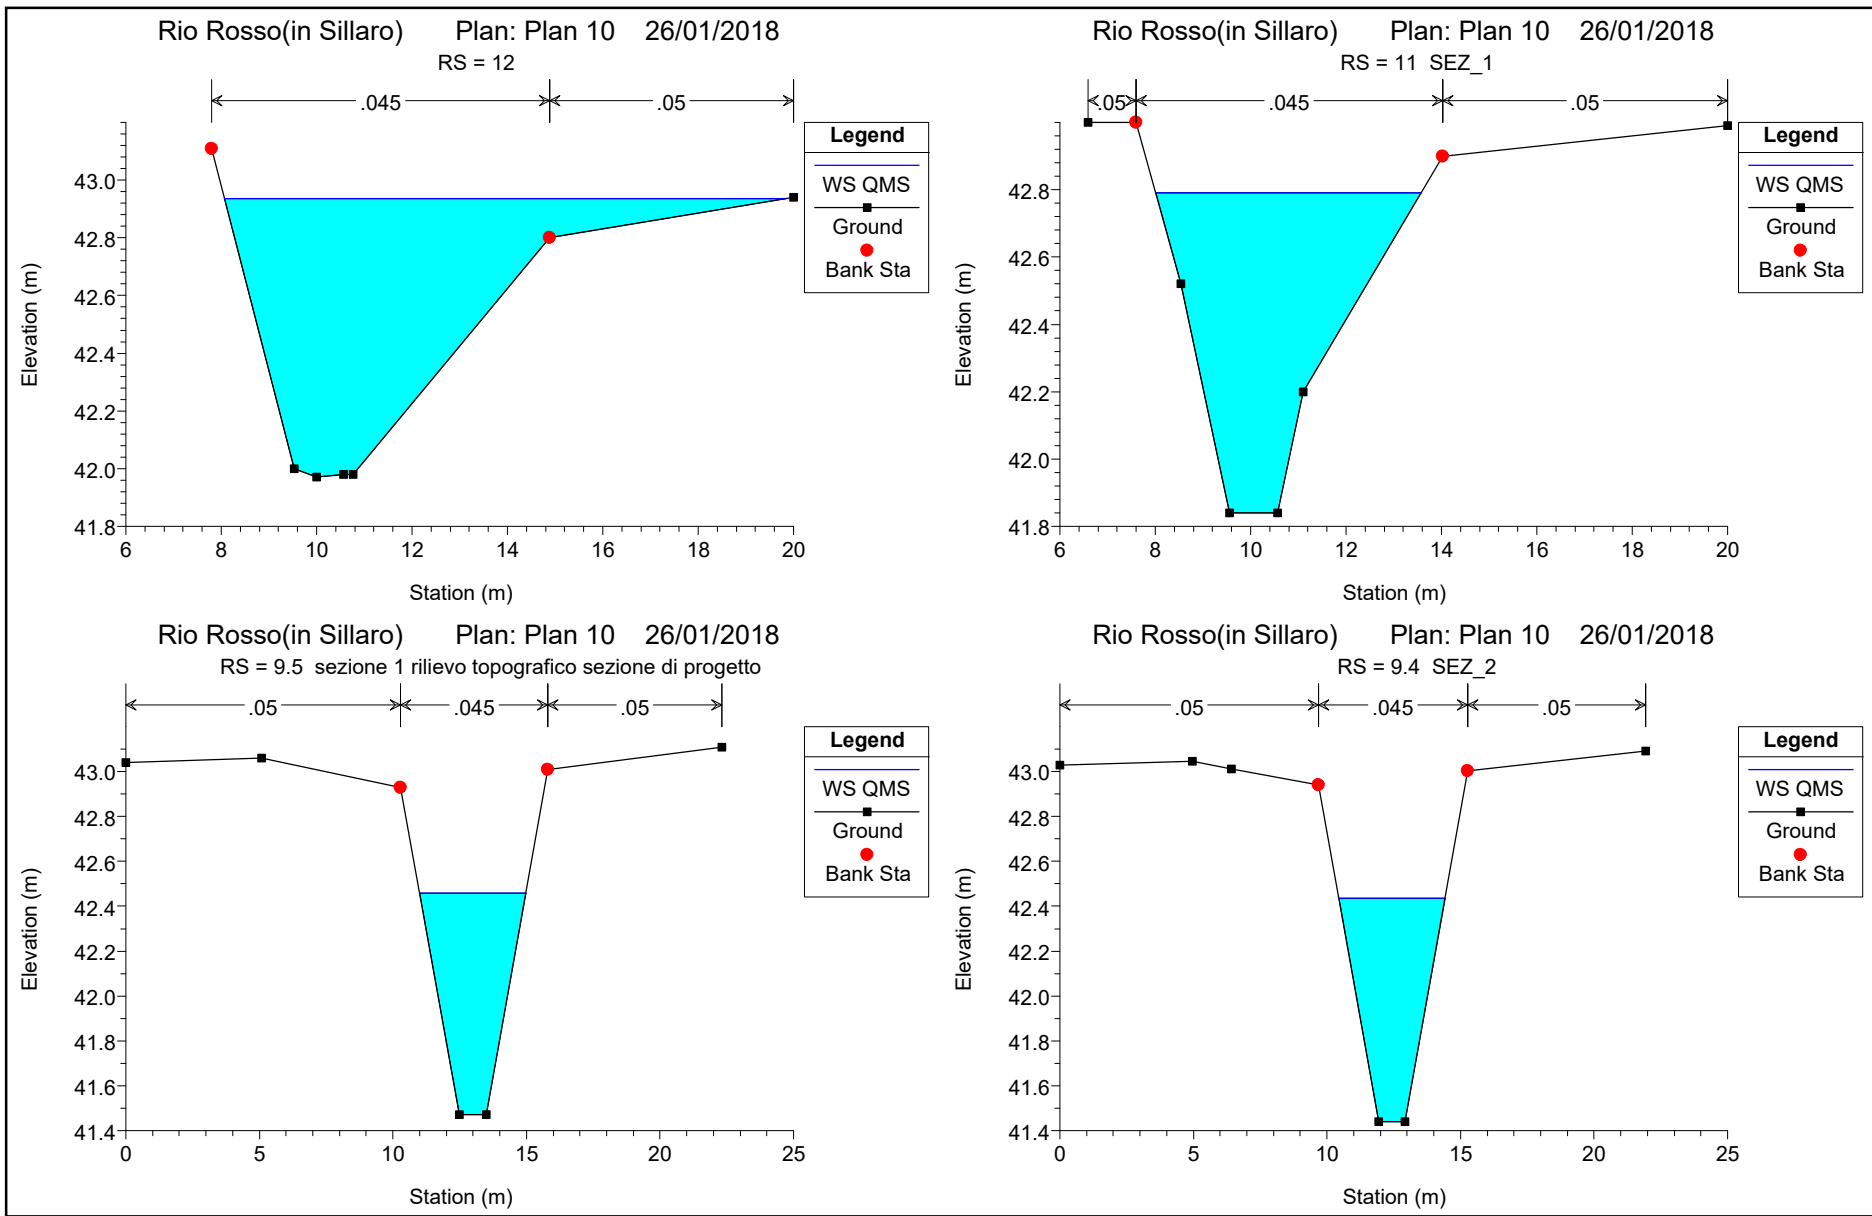 Rio Rosso(in Sillaro) Plan: Plan 10 26/01/2018
RS = 12
.045 .05
Legend
WS QMS
Ground
Bank Sta
43.0
42.8
42.6
42.4
42.2
42.0
41.8
Elevation (m)
6 8 10 12 14 16 18 20
Station (m)
Rio Rosso(in Sillaro) Plan: Plan 10 26/01/2018
RS = 11 SEZ_1
.05 .045 .05
Legend
WS QMS
Ground
Bank Sta
42.8
42.6
42.4
42.2
42.0
41.8
Elevation (m)
6 8 10 12 14 16 18 20
Station (m)
Rio Rosso(in Sillaro) Plan: Plan 10 26/01/2018
RS = 9.5 sezione 1 rilievo topografico sezione di progetto
.05 .045 .05
Legend
WS QMS
Ground
Bank Sta
43.0
42.8
42.6
42.4
42.2
42.0
41.8
41.6
41.4
Elevation (m)
0 5 10 15 20 25
Station (m)
Rio Rosso(in Sillaro) Plan: Plan 10 26/01/2018
RS = 9.4 SEZ_2
.05 .045 .05
Legend
WS QMS
Ground
Bank Sta
43.0
42.8
42.6
42.4
42.2
42.0
41.8
41.6
41.4
Elevation (m)
0 5 10 15 20 25
Station (m)